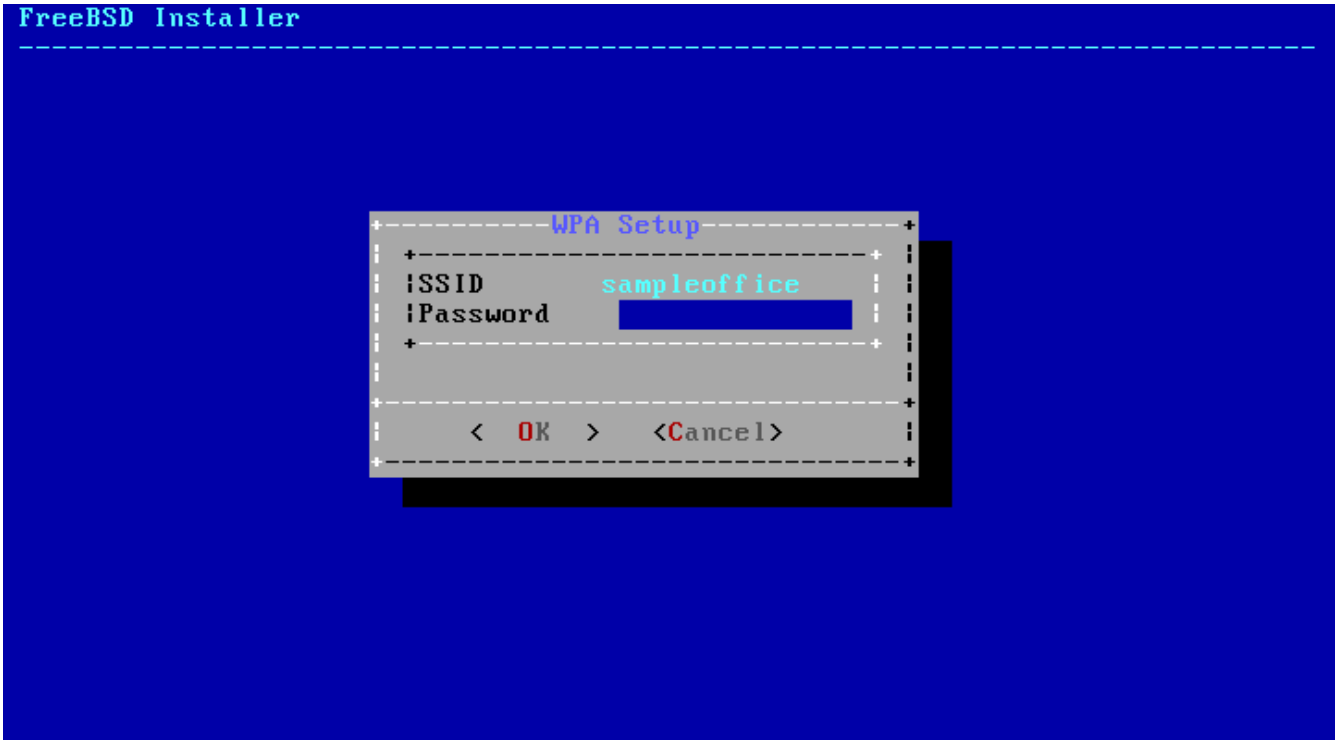 FreeBSD Installer
WPA Setup
SSID sampleoffice
Password
< OK > <Cancel>